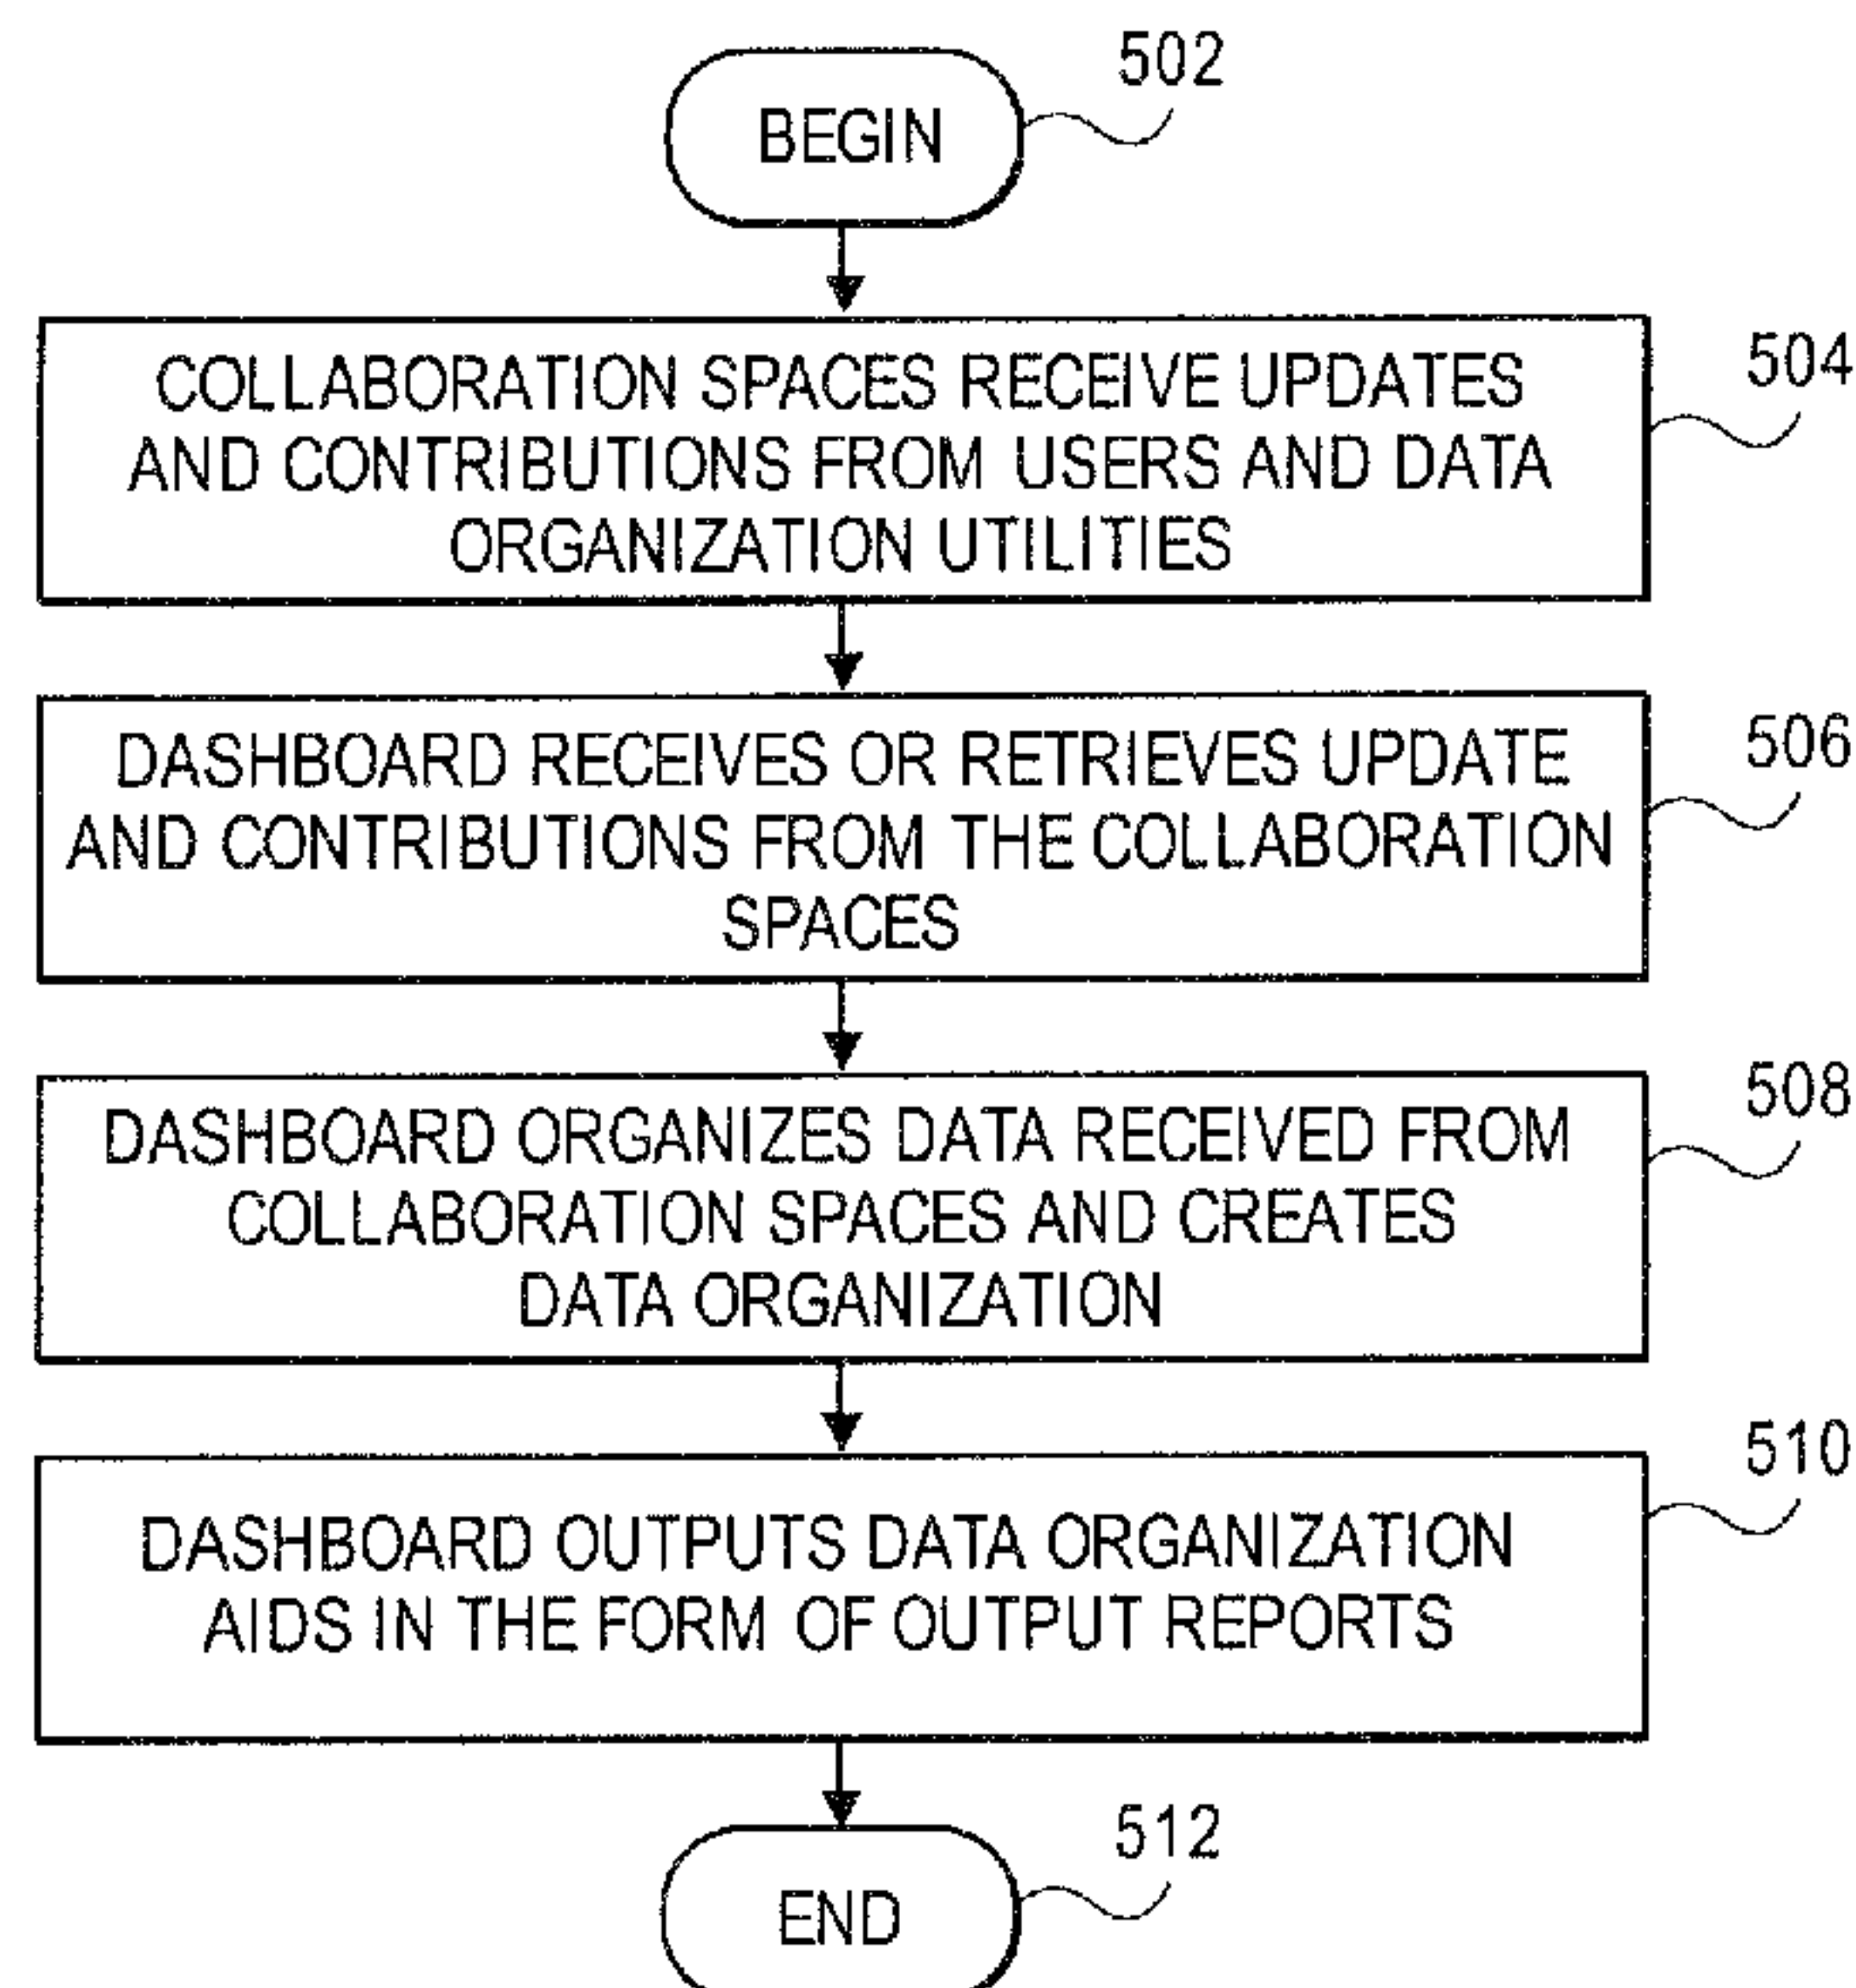 502
BEGIN
504
COLLABORATION SPACES RECEIVE UPDATES
AND CONTRIBUTIONS FROM USERS AND DATA
ORGANIZATION UTILITIES
506
DASHBOARD RECEIVES OR RETRIEVES UPDATE
AND CONTRIBUTIONS FROM THE COLLABORATION
SPACES
508
DASHBOARD ORGANIZES DATA RECEIVED FROM
COLLABORATION SPACES AND CREATES
DATA ORGANIZATION
510
DASHBOARD OUTPUTS DATA ORGANIZATION
AIDS IN THE FORM OF OUTPUT REPORTS
512
END